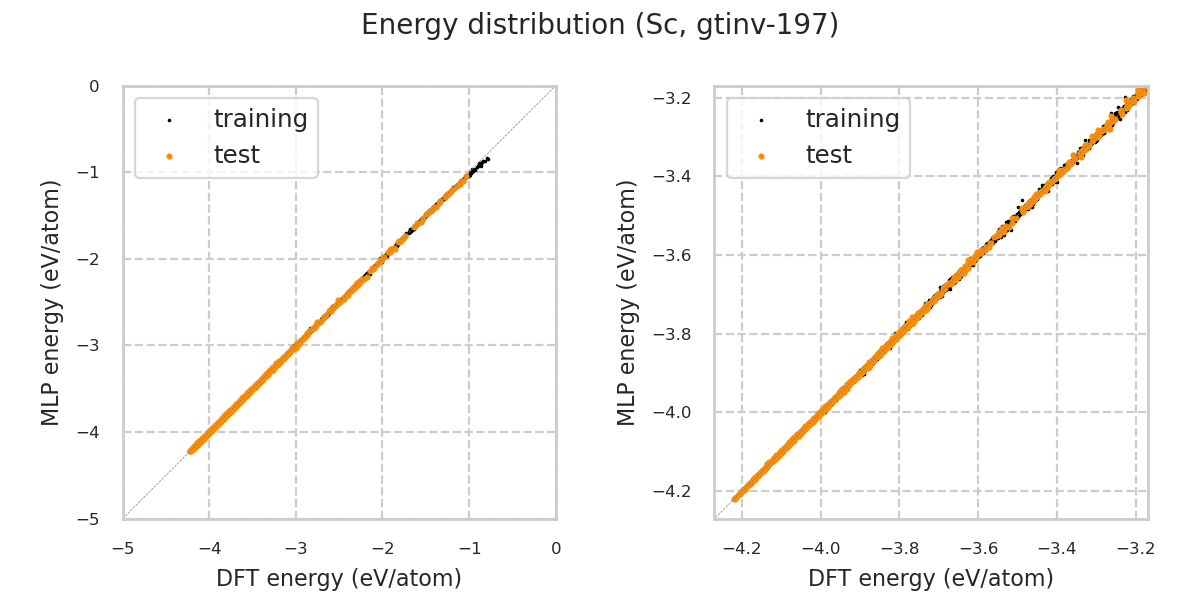 Energy distribution (Sc, gtinv-197)
training
test
0
−1
−2
−3
−4
−5
−5
−4
−3
−2
−1
0
MLP energy (eV/atom)
DFT energy (eV/atom)
training
test
−3.2
−3.4
−3.6
−3.8
−4.0
−4.2
−4.2
−4.0
−3.8
−3.6
−3.4
−3.2
MLP energy (eV/atom)
DFT energy (eV/atom)